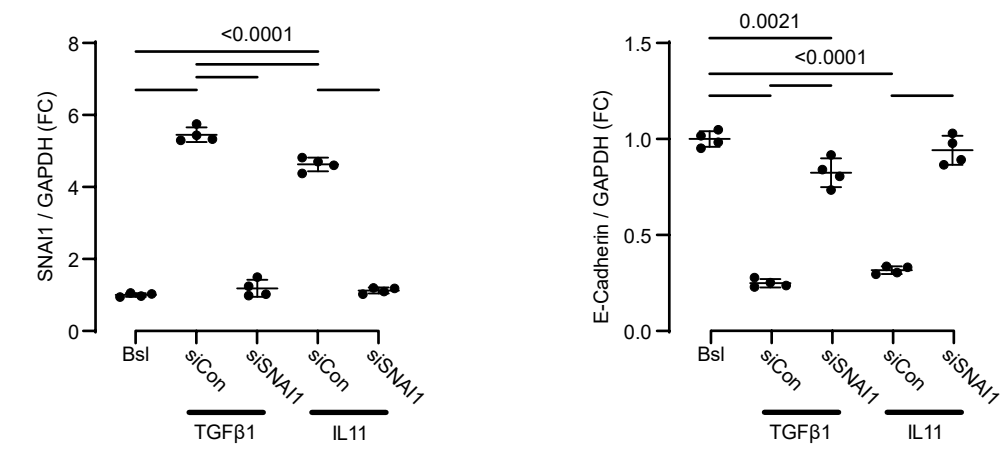 <0.0001
8
6
4
2
0
SNAI1 / GAPDH (FC)
Bsl
siCon
siSNAI1
siCon
siSNAI1
TGFβ1
IL11
0.0021
<0.0001
1.5
1.0
0.5
0.0
E-Cadherin / GAPDH (FC)
Bsl
siCon
siSNAI1
siCon
siSNAI1
TGFβ1
IL11